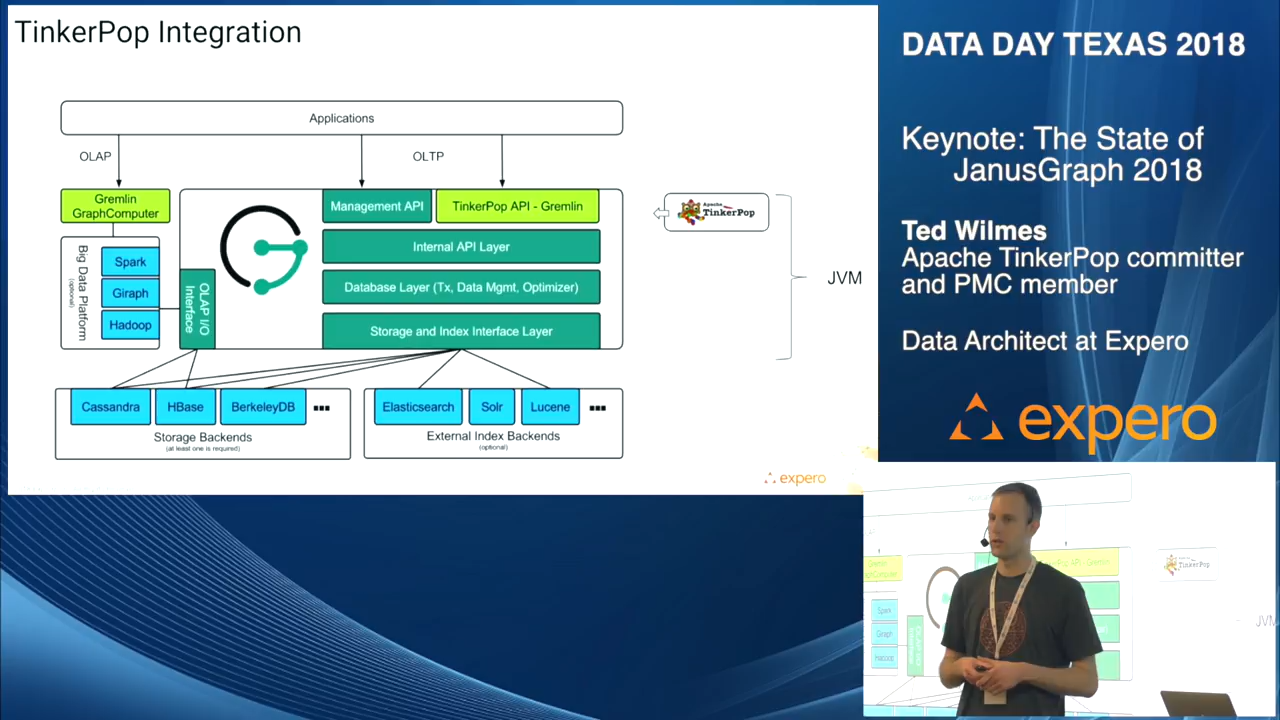 TinkerPop Integration
Applications
OLAP
OLTP
Gremlin
GraphComputer
Management API
TinkerPop API - Gremlin
Apache
TinkerPop
Big Data Platform
(optional)
Spark
Giraph
Hadoop
OLAP I/O
Interface
Internal API Layer
Database Layer (Tx, Data Mgmt, Optimizer)
Storage and Index Interface Layer
JVM
Cassandra
HBase
BerkeleyDB
Storage Backends
(at least one is required)
Elasticsearch
Solr
Lucene
External Index Backends
(optional)
expero
DATA DAY TEXAS 2018
Keynote: The State of
JanusGraph 2018
Ted Wilmes
Apache TinkerPop committer
and PMC member
Data Architect at Expero
expero
Spark
Giraph
Hadoop
TinkerPop